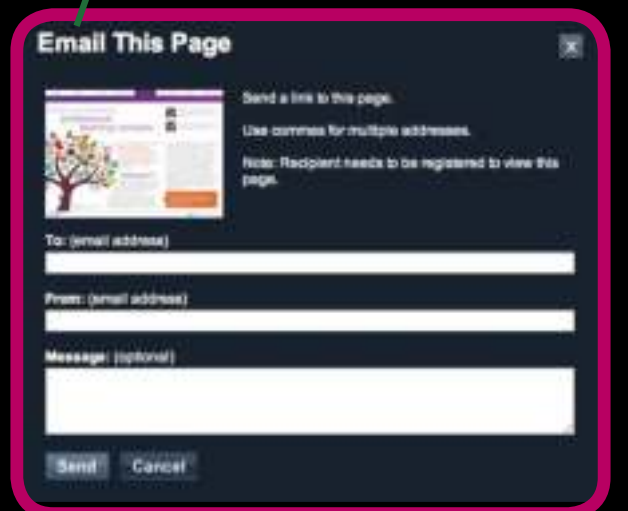 Email This Page
x
Send a link to this page.
Use commas for multiple addresses.
Note: Recipient needs to be registered to view this
page.
To: (email address)
From: (email address)
Message: (optional)
Send Cancel